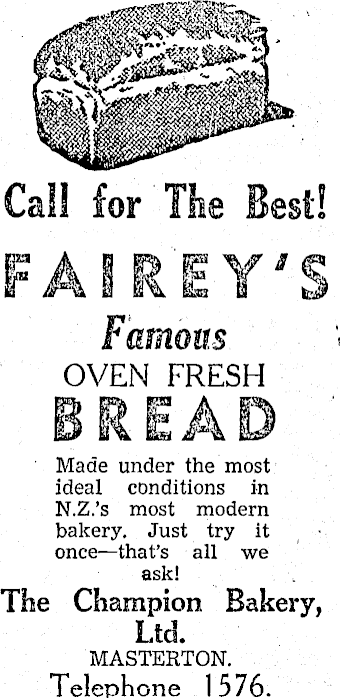 Call for The Best!
FAIREY'S
Famous
OVEN FRESH
BREAD
Made under the most
ideal conditions in
N.Z.'s most modern
bakery. Just try it
once—that's all we
ask!
The Champion Bakery,
Ltd.
MASTERTON.
Telephone 1576.